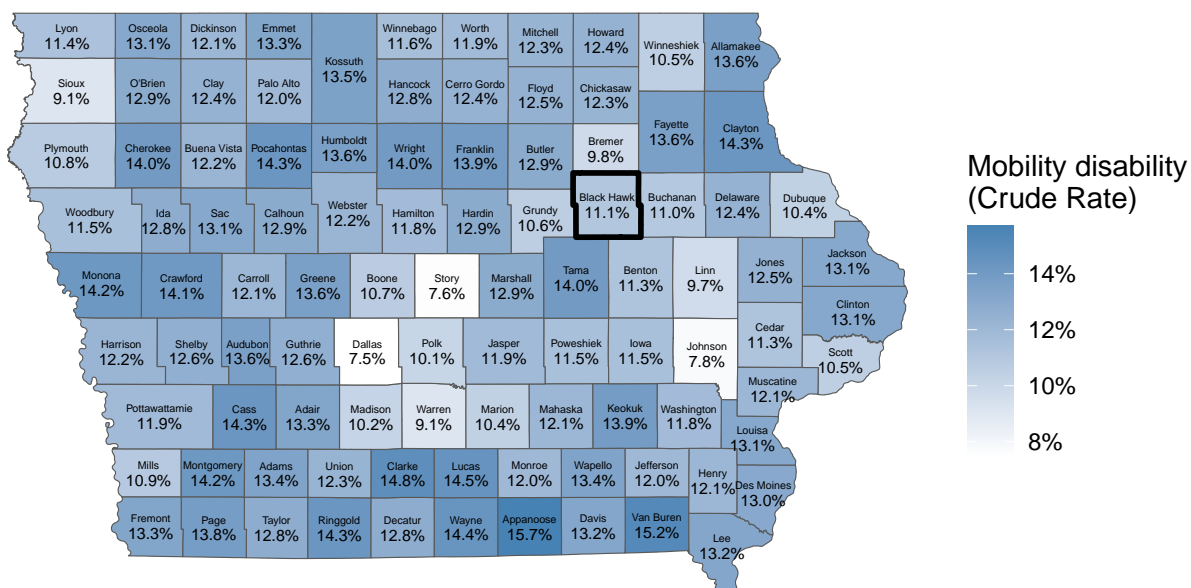 Lyon
11.4%
Osceola
13.1%
Dickinson
12.1%
Emmet
13.3%
Kossuth
13.5%
Winnebago
11.6%
Worth
11.9%
Mitchell
12.3%
Howard
12.4%
Winneshiek
10.5%
Allamakee
13.6%
Sioux
9.1%
O'Brien
12.9%
Clay
12.4%
Palo Alto
12.0%
Hancock
12.8%
Cerro Gordo
12.4%
Floyd
12.5%
Chickasaw
12.3%
Plymouth
10.8%
Cherokee
14.0%
Buena Vista
12.2%
Pocahontas
14.3%
Humboldt
13.6%
Wright
14.0%
Franklin
13.9%
Butler
12.9%
Bremer
9.8%
Fayette
13.6%
Clayton
14.3%
Woodbury
11.5%
Ida
12.8%
Sac
13.1%
Calhoun
12.9%
Webster
12.2%
Hamilton
11.8%
Hardin
12.9%
Grundy
10.6%
Black Hawk
11.1%
Buchanan
11.0%
Delaware
12.4%
Dubuque
10.4%
Monona
14.2%
Crawford
14.1%
Carroll
12.1%
Greene
13.6%
Boone
10.7%
Story
7.6%
Marshall
12.9%
Tama
14.0%
Benton
11.3%
Linn
9.7%
Jones
12.5%
Jackson
13.1%
Clinton
13.1%
Harrison
12.2%
Shelby
12.6%
Audubon
13.6%
Guthrie
12.6%
Dallas
7.5%
Polk
10.1%
Jasper
11.9%
Poweshiek
11.5%
Iowa
11.5%
Johnson
7.8%
Cedar
11.3%
Scott
10.5%
Muscatine
12.1%
Pottawattamie
11.9%
Cass
14.3%
Adair
13.3%
Madison
10.2%
Warren
9.1%
Marion
10.4%
Mahaska
12.1%
Keokuk
13.9%
Washington
11.8%
Louisa
13.1%
Mills
10.9%
Montgomery
14.2%
Adams
13.4%
Union
12.3%
Clarke
14.8%
Lucas
14.5%
Monroe
12.0%
Wapello
13.4%
Jefferson
12.0%
Henry
12.1%
Des Moines
13.0%
Fremont
13.3%
Page
13.8%
Taylor
12.8%
Ringgold
14.3%
Decatur
12.8%
Wayne
14.4%
Appanoose
15.7%
Davis
13.2%
Van Buren
15.2%
Lee
13.2%
Mobility disability
(Crude Rate)
14%
12%
10%
8%